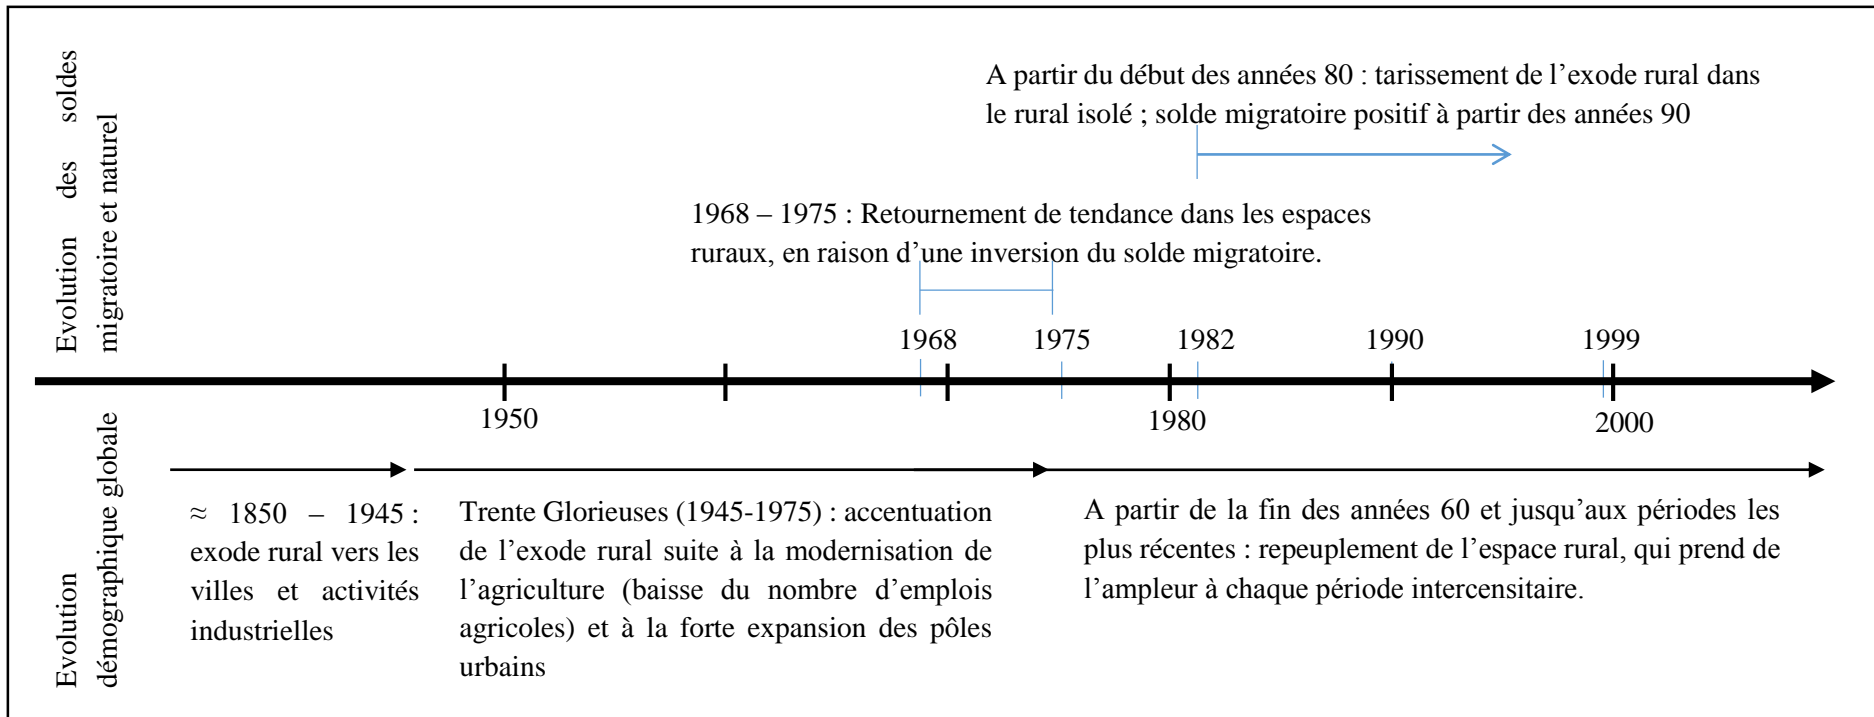 Evolution des soldes
migratoire et naturel
A partir du début des années 80 : tarissement de l’exode rural dans
le rural isolé ; solde migratoire positif à partir des années 90
1968 – 1975 : Retournement de tendance dans les espaces
ruraux, en raison d’une inversion du solde migratoire.
1968 1975 1982 1990 1999
1950 1980 2000
Evolution
démographique globale
≈ 1850 – 1945 :
exode rural vers les
villes et activités
industrielles
Trente Glorieuses (1945-1975) : accentuation
de l’exode rural suite à la modernisation de
l’agriculture (baisse du nombre d’emplois
agricoles) et à la forte expansion des pôles
urbains
A partir de la fin des années 60 et jusqu’aux périodes les
plus récentes : repeuplement de l’espace rural, qui prend de
l’ampleur à chaque période intercensitaire.